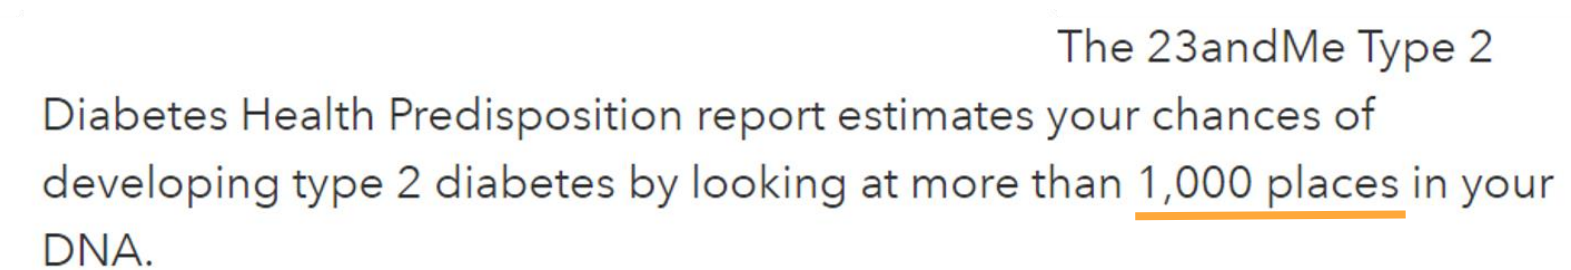 The 23andMe Type 2
Diabetes Health Predisposition report estimates your chances of
developing type 2 diabetes by looking at more than 1,000 places in your
DNA.